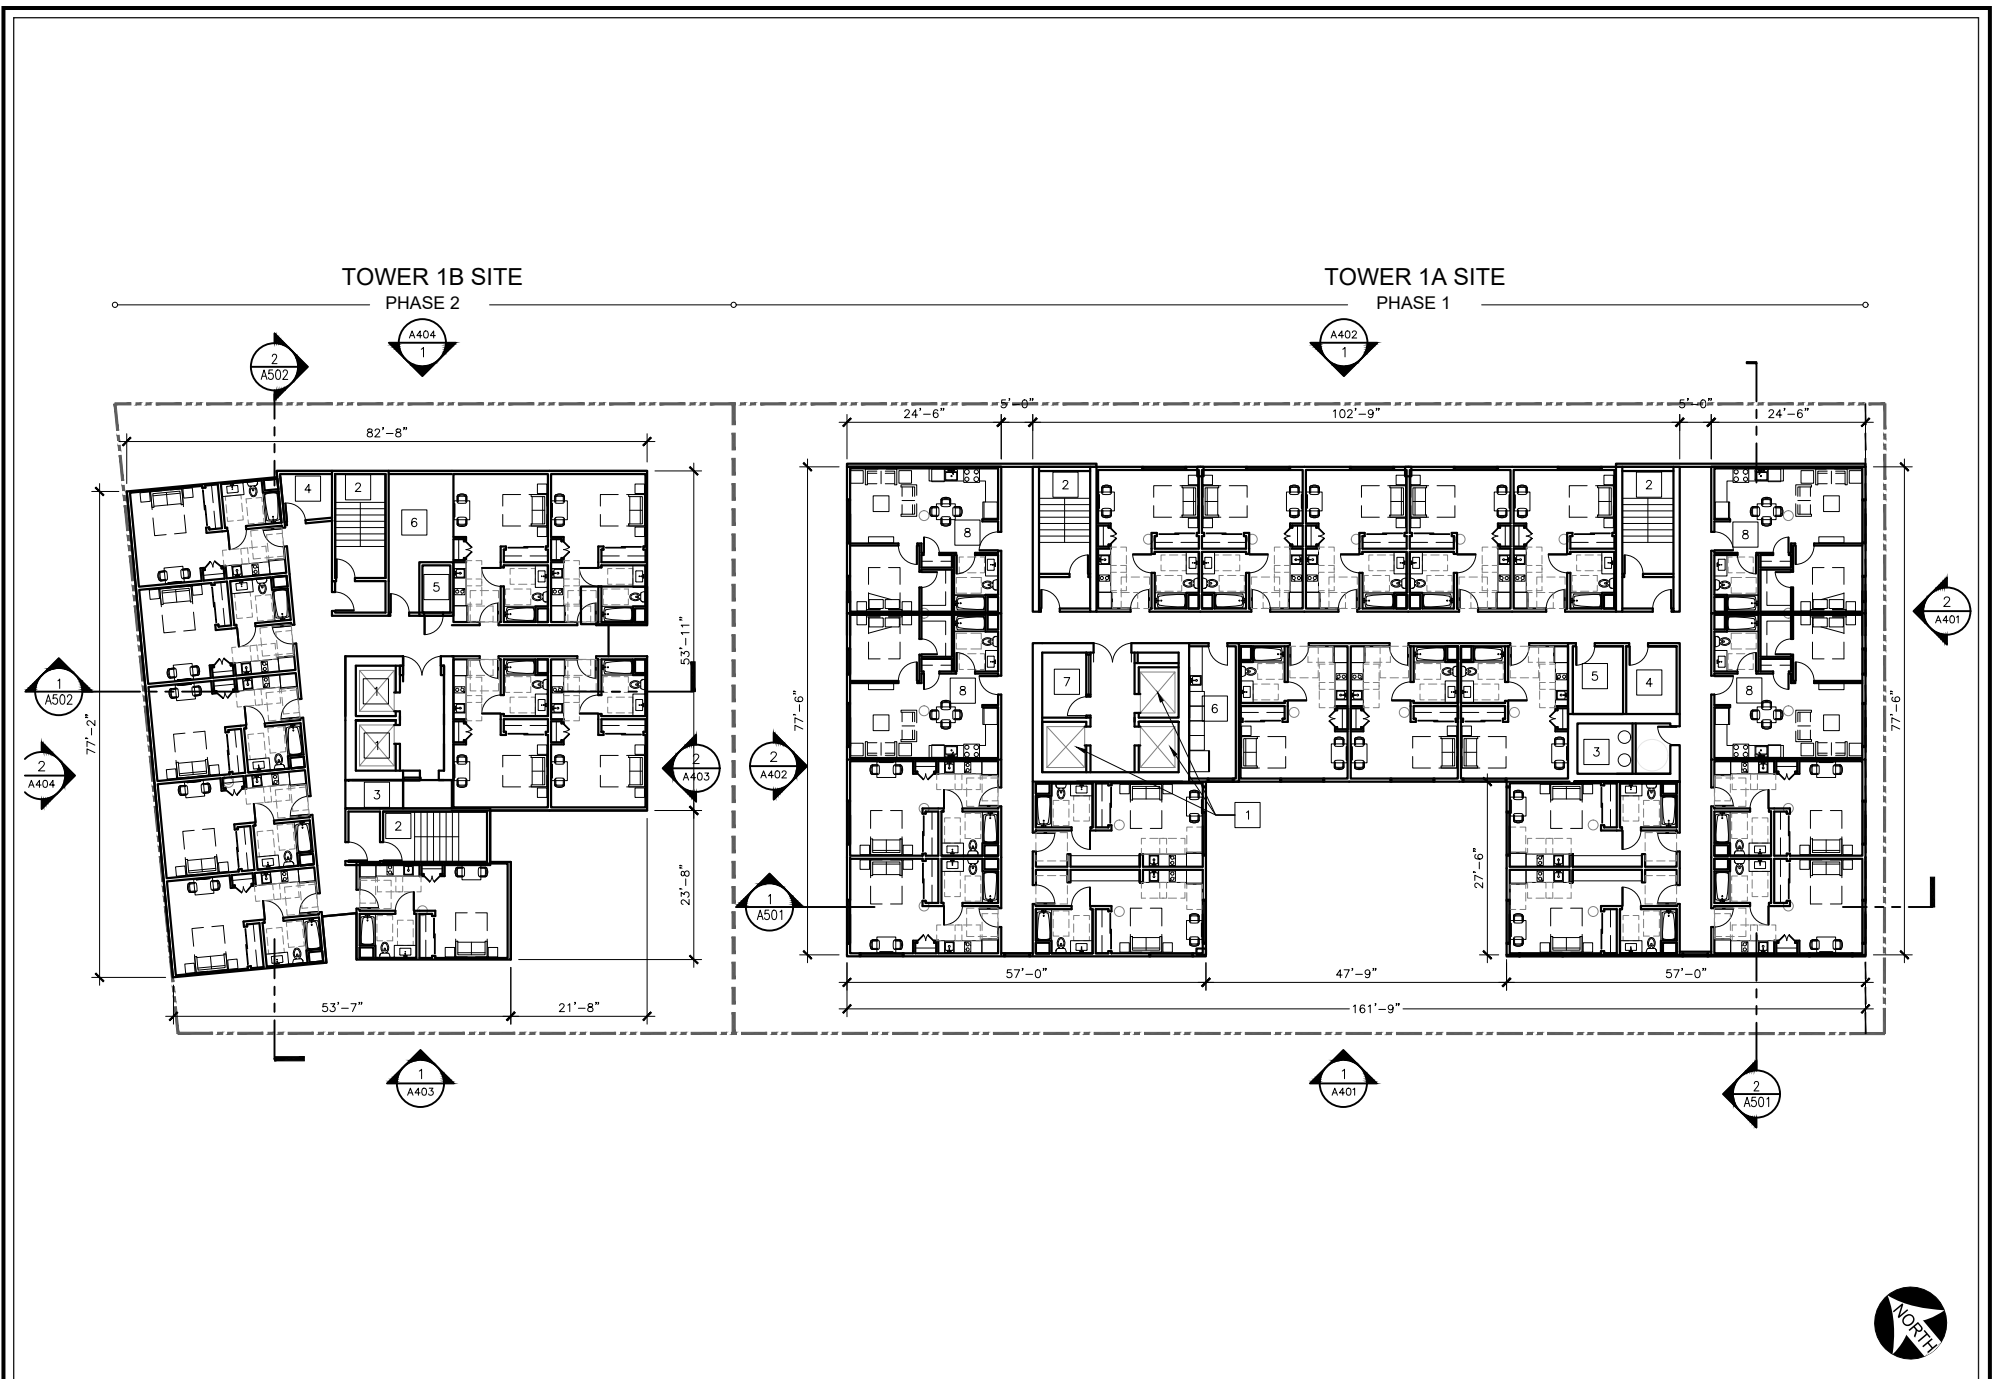 TOWER 1B SITE
TOWER 1A SITE
PHASE 2
PHASE 1
A404
1
A402
1
2
A502
5'-0"
5'-0"
24'-6"
102'-9"
24'-6"
82'-8"
4
2
6
2
2
8
8
5
2
A401
53'-11"
1
A502
1
7
6
5
4
8
8
77'-2"
77'-6"
77'-6"
1
3
2
A404
2
A403
2
A402
3
2
1
27'-6"
23'-8"
1
A501
57'-0"
47'-9"
57'-0"
53'-7"
21'-8"
161'-9"
1
A403
1
A401
2
A501
NORTH